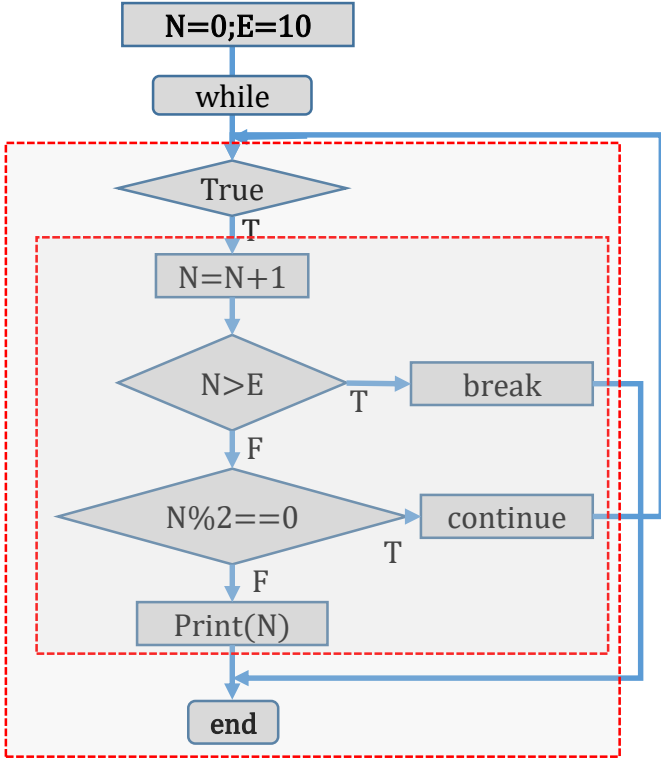 N=0;E=10
while
True
T
N=N+1
N>E
T
break
F
N%2==0
T
continue
F
Print(N)
end